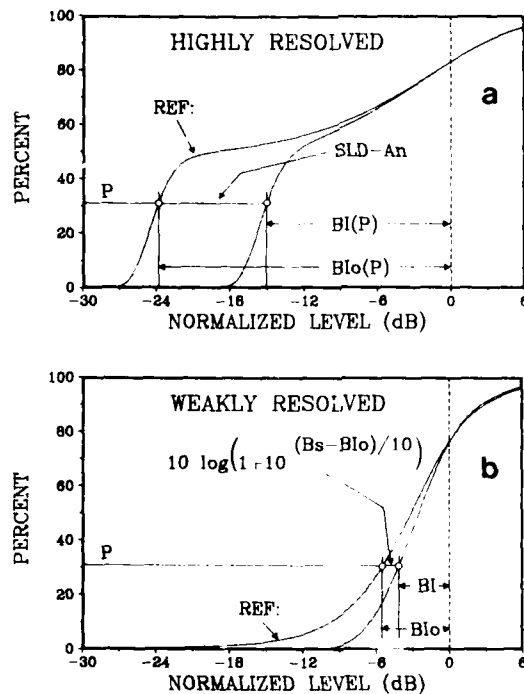 HIGHLY RESOLVED
a
REF:
SLD-An
P
BI(P)
BIo(P)
PERCENT
100
80
60
40
20
0
-30 -24 -18 -12 -6 0 6
NORMALIZED LEVEL (dB)
WEAKLY RESOLVED
b
10 log(1+10 (Bs-BIo)/10)
P
BI
BIo
REF:
PERCENT
100
80
60
40
20
0
-30 -24 -18 -12 -6 0 6
NORMALIZED LEVEL (dB)